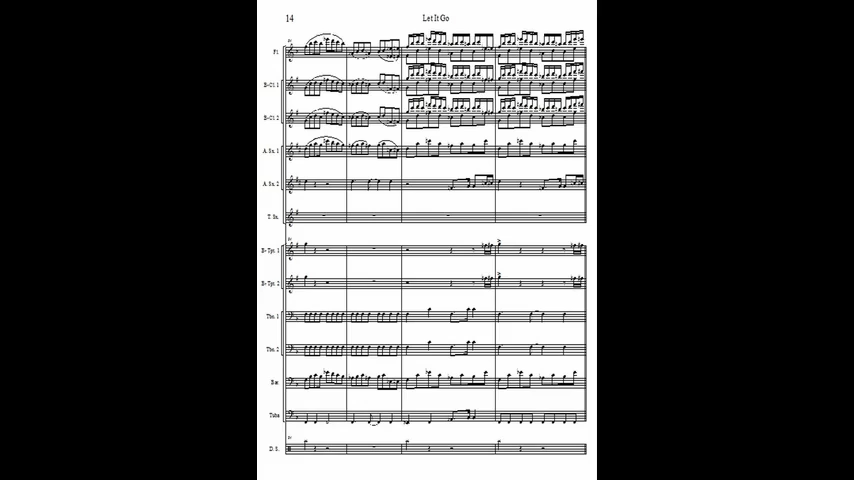 14
Let It Go
Fl
B♭Cl. 1
B♭Cl. 2
A. Sx. 1
A. Sx. 2
T. Sx.
B♭ Tpt. 1
B♭ Tpt. 2
Tbn. 1
Tbn. 2
Bar.
Tuba
D. S.